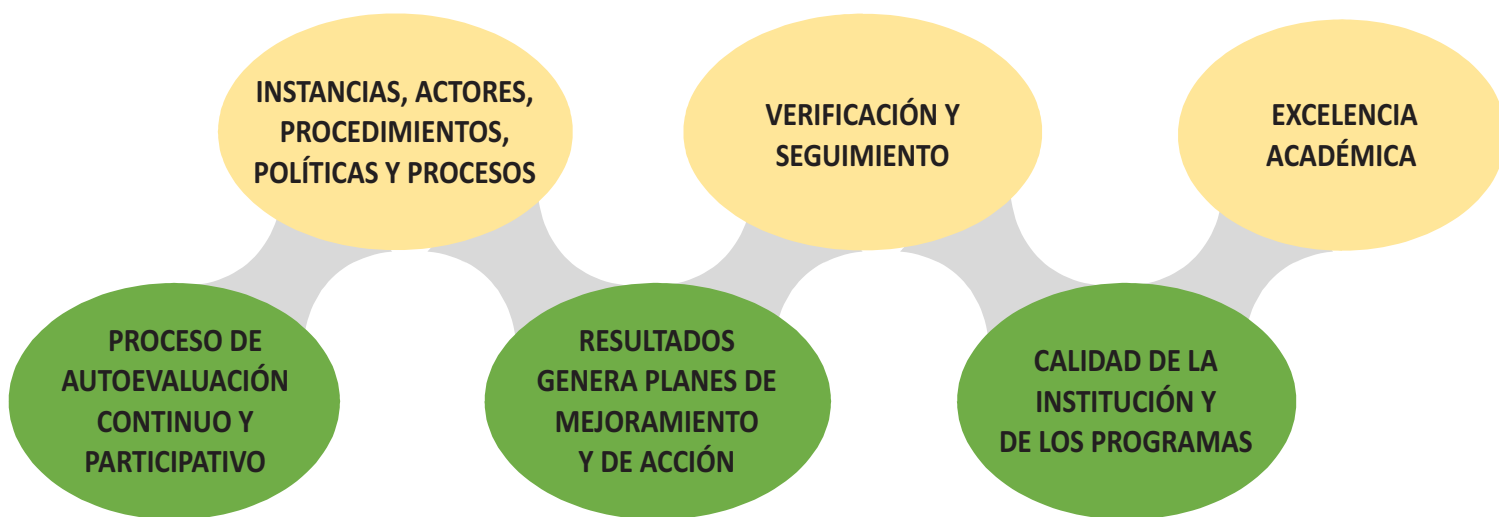 INSTANCIAS, ACTORES,
PROCEDIMIENTOS,
POLÍTICAS Y PROCESOS
VERIFICACIÓN Y
SEGUIMIENTO
EXCELENCIA
ACADÉMICA
PROCESO DE
AUTOEVALUACIÓN
CONTINUO Y
PARTICIPATIVO
RESULTADOS
GENERA PLANES DE
MEJORAMIENTO
Y DE ACCIÓN
CALIDAD DE LA
INSTITUCIÓN Y
DE LOS PROGRAMAS